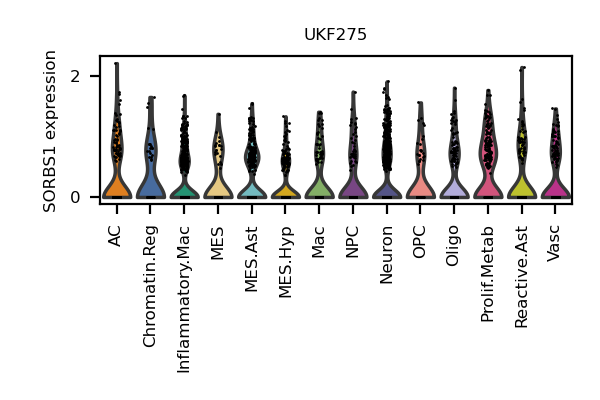 UKF275
SORBS1 expression
2
0
AC
Chromatin.Reg
Inflammatory.Mac
MES
MES.Ast
MES.Hyp
Mac
NPC
Neuron
OPC
Oligo
Prolif.Metab
Reactive.Ast
Vasc